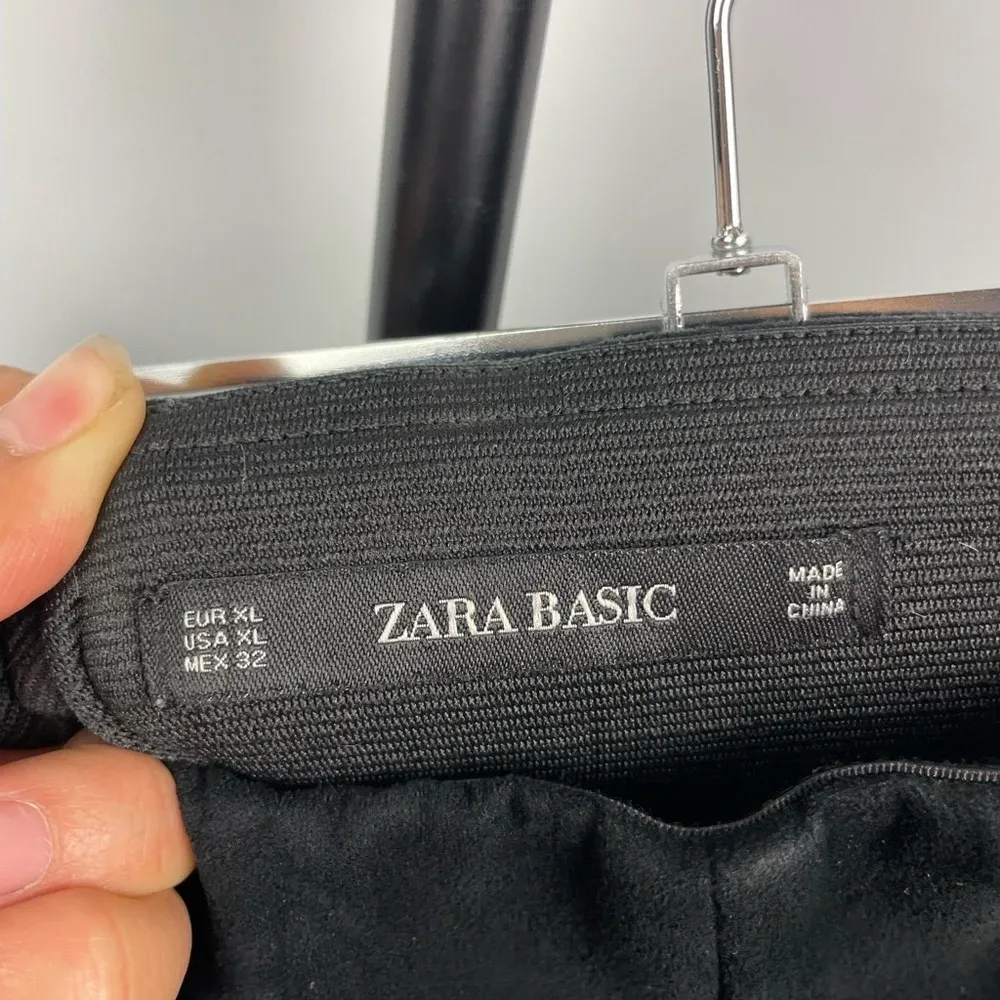 EUR XL
USA XL
MEX 32
ZARA BASIC
MADE
IN
CHINA